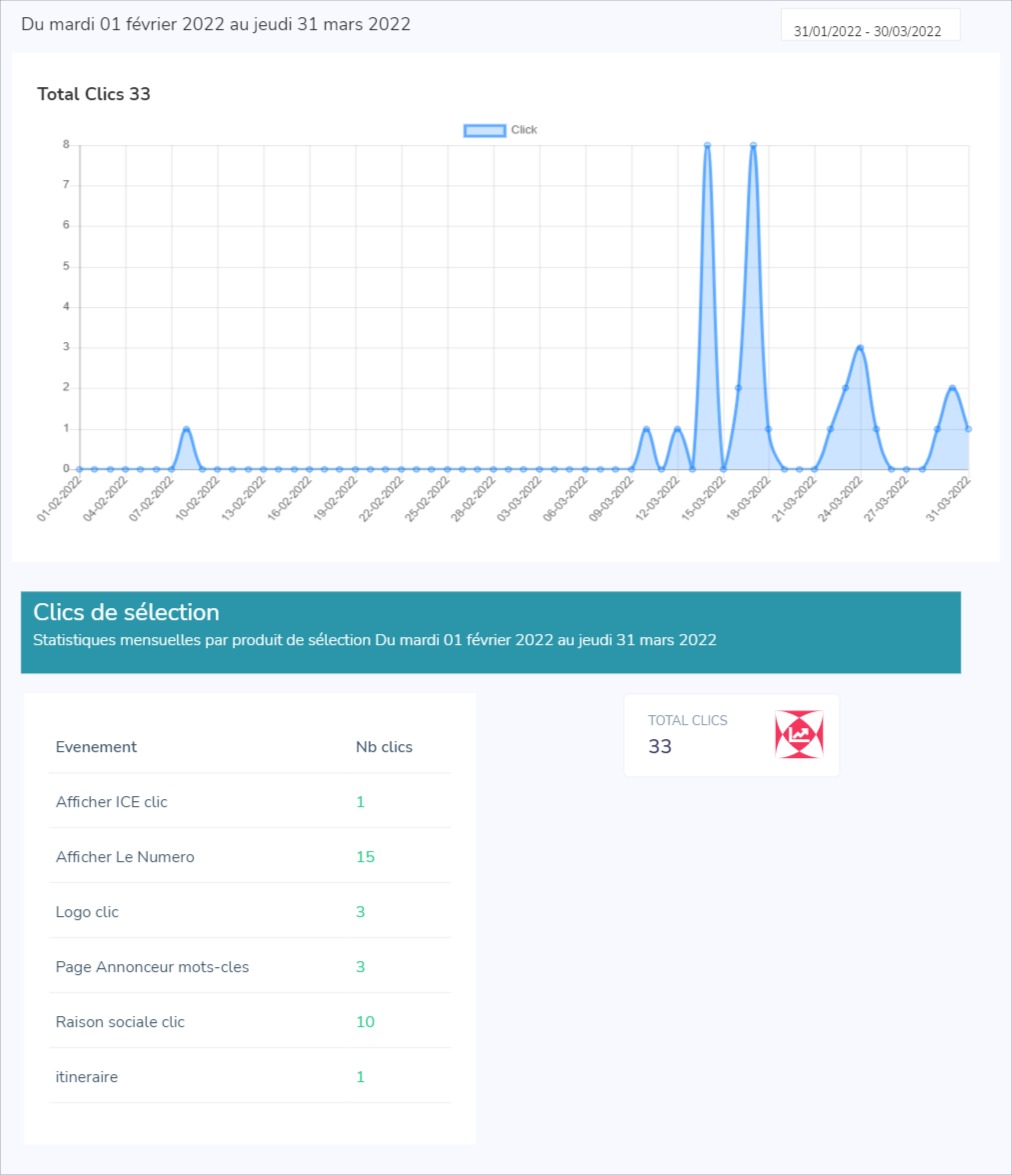 Du mardi 01 février 2022 au jeudi 31 mars 2022
31/01/2022 - 30/03/2022
Total Clics 33
Click
8
7
6
5
4
3
2
1
0
01-02-2022
04-02-2022
07-02-2022
10-02-2022
13-02-2022
16-02-2022
19-02-2022
22-02-2022
25-02-2022
28-02-2022
03-03-2022
06-03-2022
09-03-2022
12-03-2022
15-03-2022
18-03-2022
21-03-2022
24-03-2022
27-03-2022
31-03-2022
Clics de sélection
Statistiques mensuelles par produit de sélection Du mardi 01 février 2022 au jeudi 31 mars 2022
Evenement Nb clics
Afficher ICE clic 1
Afficher Le Numero 15
Logo clic 3
Page Annonceur mots-cles 3
Raison sociale clic 10
itineraire 1
TOTAL CLICS
33